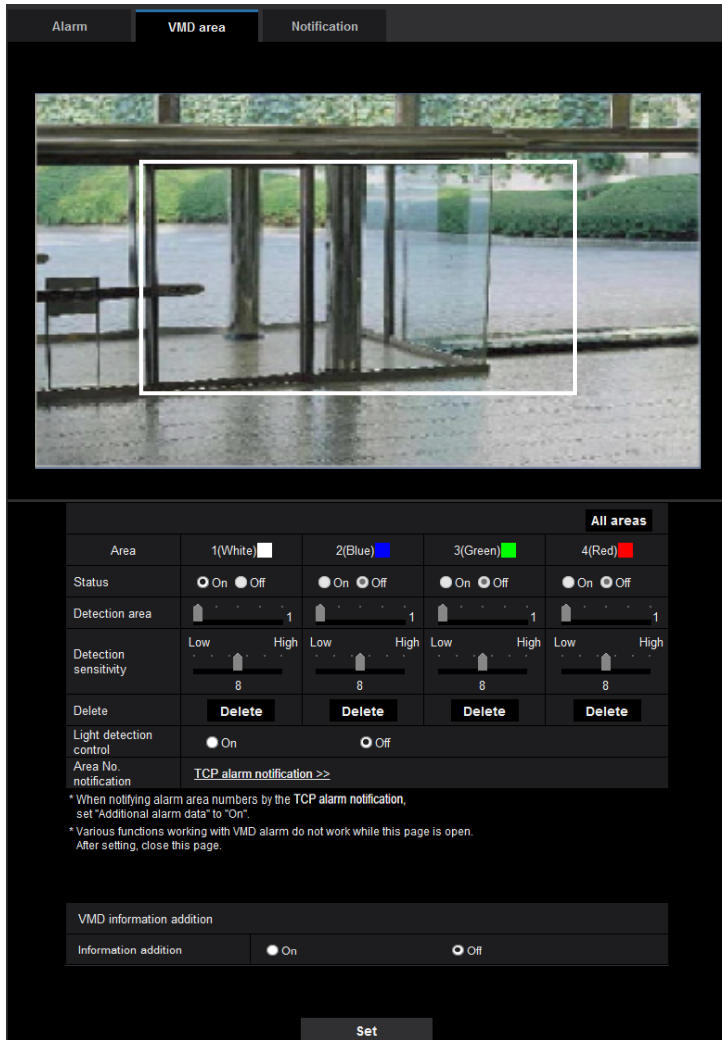 Alarm VMD area Notification
All areas
Area 1(White) 2(Blue) 3(Green) 4(Red)
Status On Off On Off On Off On Off
Detection area 1 1 1 1
Low High Low High Low High Low High
Detection
sensitivity
8 8 8 8
Delete Delete Delete Delete Delete
Light detection
control On Off
Area No.
notification TCP alarm notification >>
* When notifying alarm area numbers by the TCP alarm notification,
set "Additional alarm data" to "On".
* Various functions working with VMD alarm do not work while this page is open.
After setting, close this page.
VMD information addition
Information addition On Off
Set